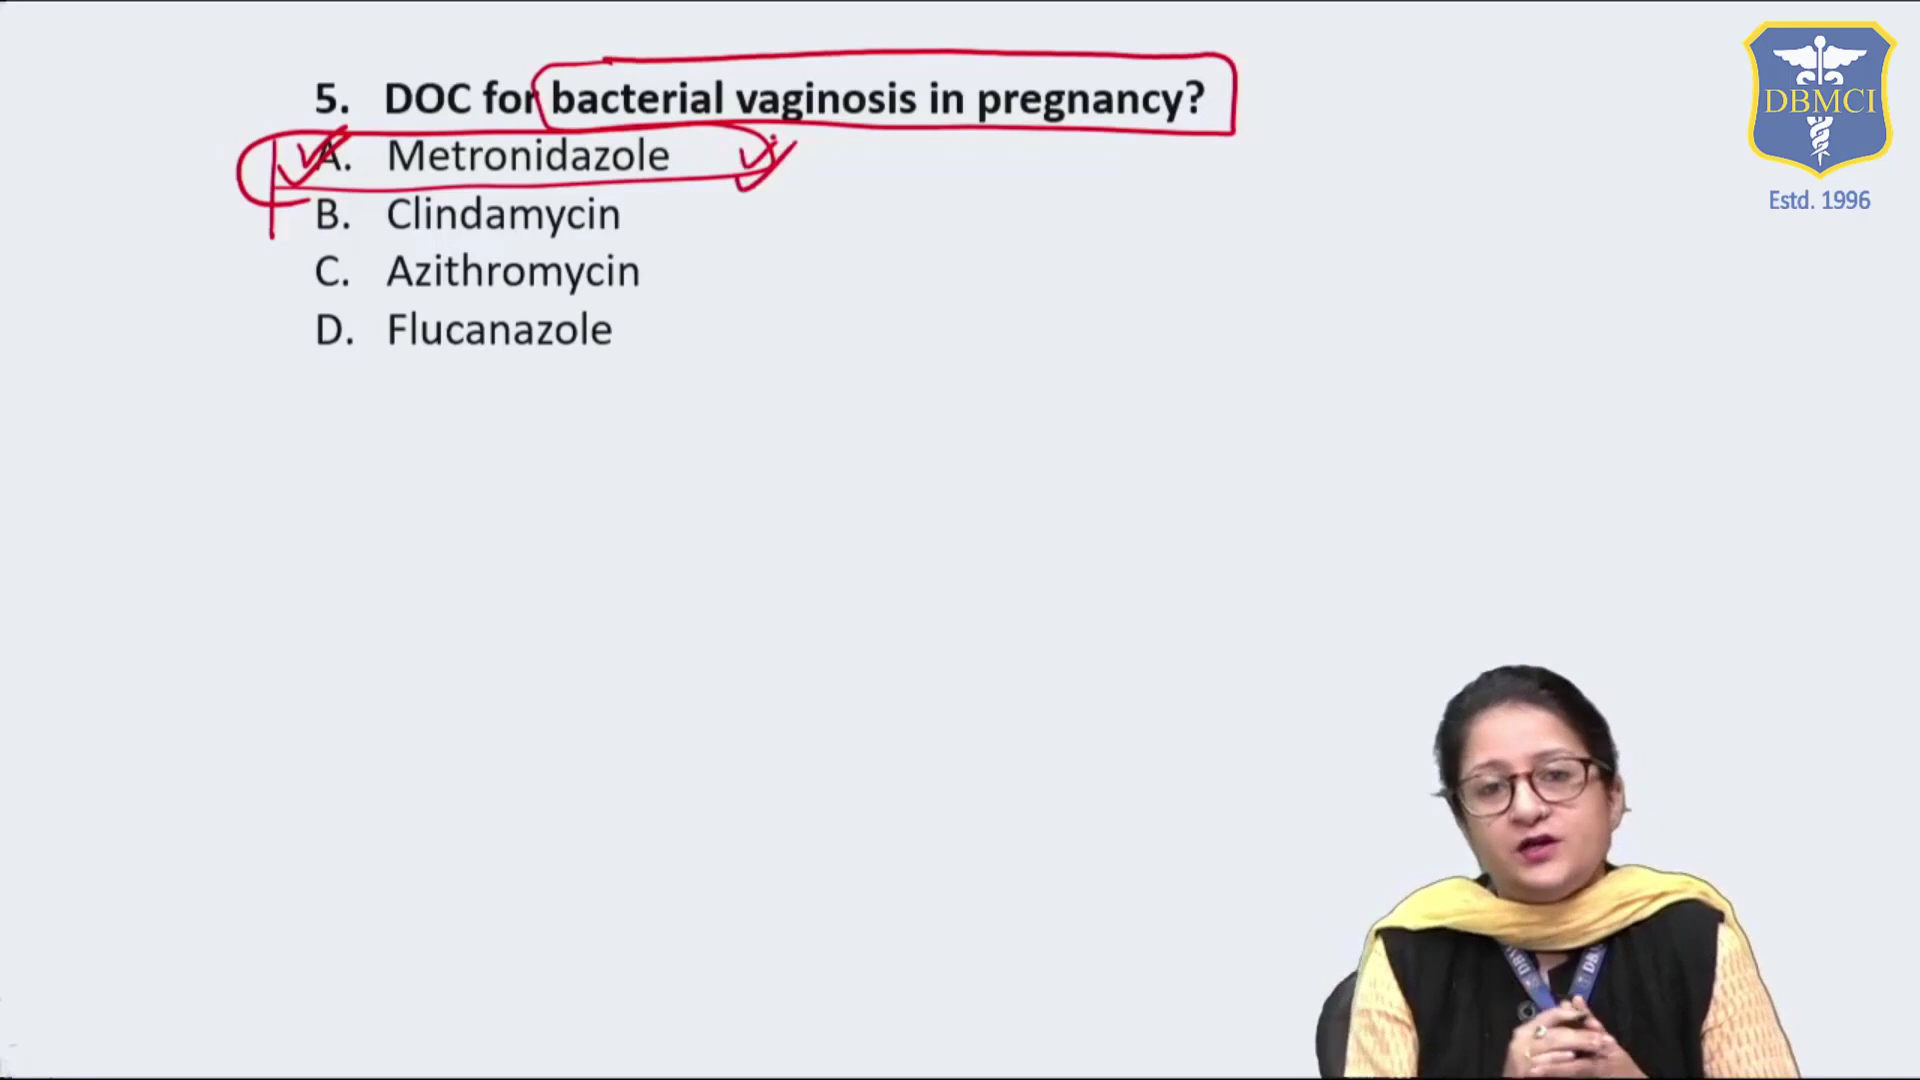 5. DOC for bacterial vaginosis in pregnancy?
A. Metronidazole
B. Clindamycin
C. Azithromycin
D. Flucanazole
DBMCI
Estd. 1996